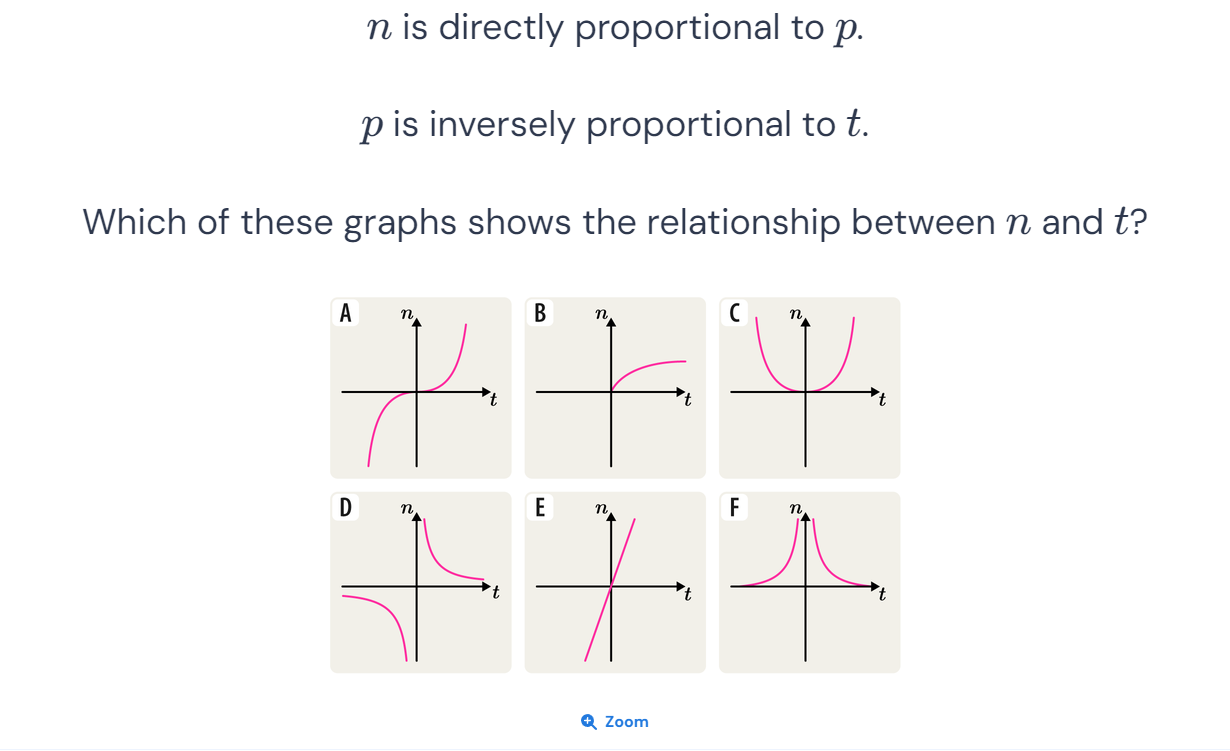 n is directly proportional to p.
p is inversely proportional to t.
Which of these graphs shows the relationship between n and t?
A n t
B n t
C n t
D n t
E n t
F n t
Zoom